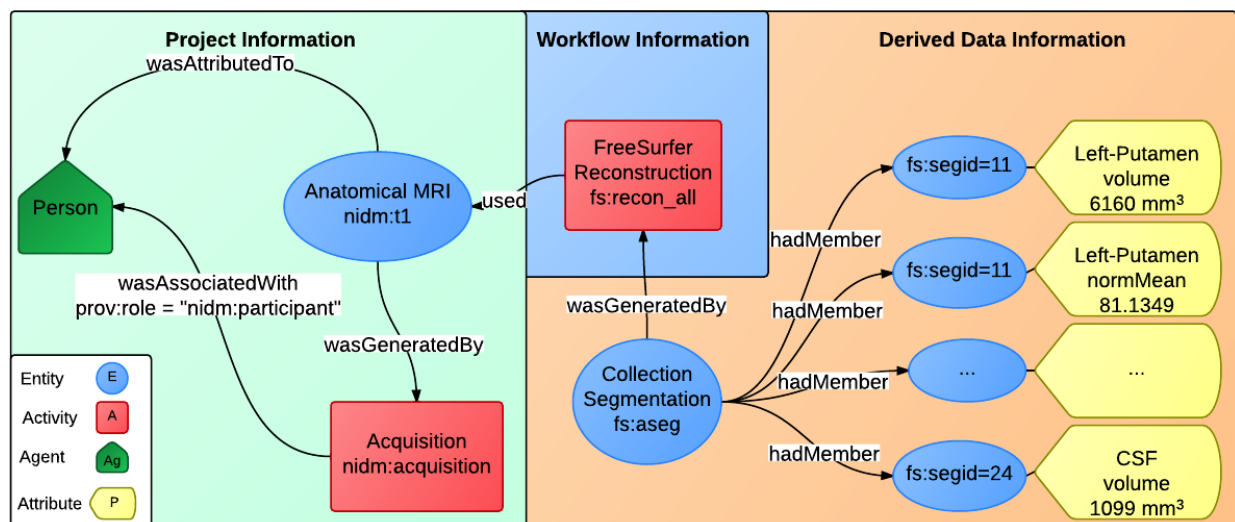 Project Information
wasAttributedTo
Person
Anatomical MRI
nidm:t1
wasAssociatedWith
prov:role = "nidm:participant"
wasGeneratedBy
Acquisition
nidm:acquisition
Entity
E
Activity
A
Agent
Ag
Attribute
P
Workflow Information
FreeSurfer
Reconstruction
fs:recon_all
used
wasGeneratedBy
Collection
Segmentation
fs:aseg
Derived Data Information
hadMember
hadMember
hadMember
hadMember
fs:segid=11
Left-Putamen
volume
6160 mm³
fs:segid=11
Left-Putamen
normMean
81.1349
...
...
fs:segid=24
CSF
volume
1099 mm³